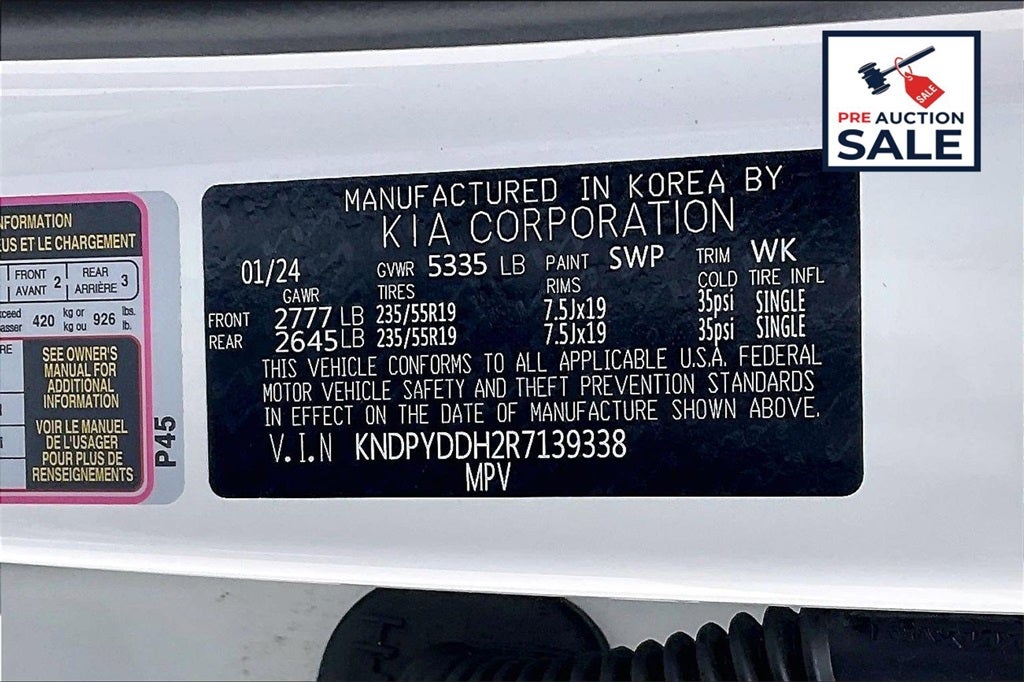 SALE
PRE AUCTION
SALE
MANUFACTURED IN KOREA BY
KIA CORPORATION
01/24 GVWR 5335 LB PAINT SWP TRIM WK
GAWR TIRES RIMS COLD TIRE INFL
FRONT 2777 LB 235/55R19 7.5Jx19 35psi SINGLE
REAR 2645 LB 235/55R19 7.5Jx19 35psi SINGLE
THIS VEHICLE CONFORMS TO ALL APPLICABLE U.S.A. FEDERAL
MOTOR VEHICLE SAFETY AND THEFT PREVENTION STANDARDS
IN EFFECT ON THE DATE OF MANUFACTURE SHOWN ABOVE.
V.I.N KNDPYDDH2R7139338
MPV
ET LE CHARGEMENT
FRONT 2 REAR 3
AVANT ARRIÈRE
420 kg or 926 lbs.
kg ou lb.
SEE OWNER'S
MANUAL FOR
ADDITIONAL
INFORMATION
VOIR LE MANUEL
DE L'USAGER
POUR PLUS DE
RENSEIGNEMENTS
P45